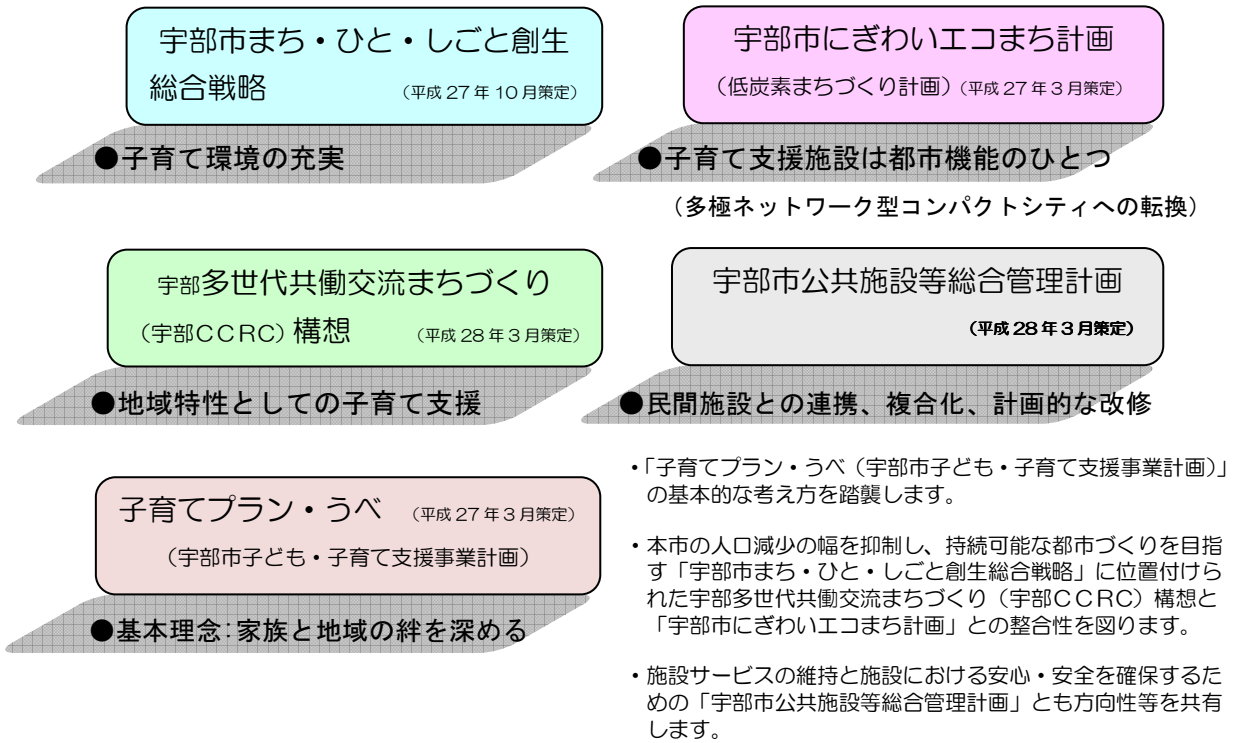 宇部市まち・ひと・しごと創生
総合戦略 （平成27年10月策定）
●子育て環境の充実
宇部市にぎわいエコまち計画
（低炭素まちづくり計画）（平成27年3月策定）
●子育て支援施設は都市機能のひとつ
（多極ネットワーク型コンパクトシティへの転換）
宇部多世代共働交流まちづくり
（宇部CCRC）構想 （平成28年3月策定）
●地域特性としての子育て支援
宇部市公共施設等総合管理計画
（平成28年3月策定）
●民間施設との連携、複合化、計画的な改修
子育てプラン・うべ （平成27年3月策定）
（宇部市子ども・子育て支援事業計画）
●基本理念：家族と地域の絆を深める
・「子育てプラン・うべ（宇部市子ども・子育て支援事業計画）」
の基本的な考え方を踏襲します。
・本市の人口減少の幅を抑制し、持続可能な都市づくりを目指
す「宇部市まち・ひと・しごと創生総合戦略」に位置付けら
れた宇部多世代共働交流まちづくり（宇部CCRC）構想と
「宇部市にぎわいエコまち計画」との整合性を図ります。
・施設サービスの維持と施設における安心・安全を確保するた
めの「宇部市公共施設等総合管理計画」とも方向性等を共有
します。